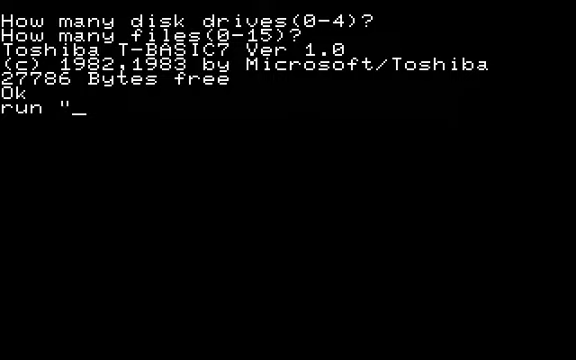 How many disk drives(0-4)?
How many files(0-15)?
Toshiba T-BASIC7 Ver 1.0
(c) 1982,1983 by Microsoft/Toshiba
27786 Bytes free
Ok
run "_